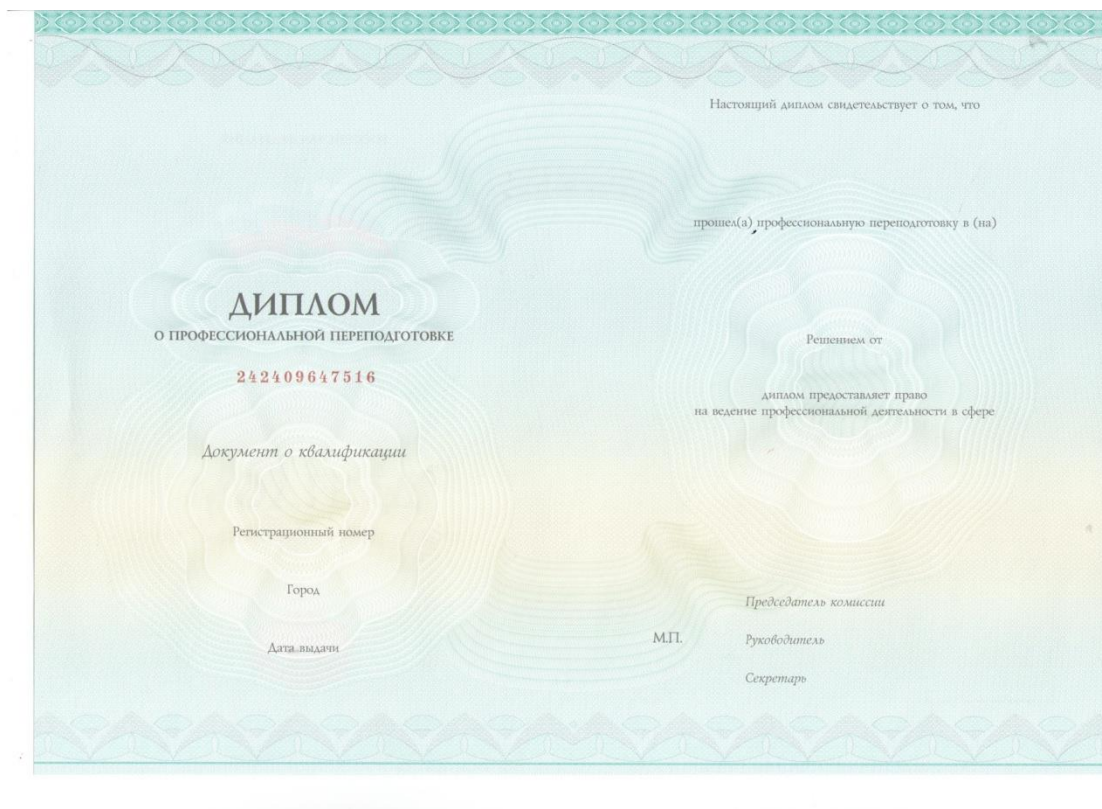 ДИПЛОМ
О ПРОФЕССИОНАЛЬНОЙ ПЕРЕПОДГОТОВКЕ
242409647516
Документ о квалификации
Регистрационный номер
Город
Дата выдачи
Настоящий диплом свидетельствует о том, что
прошел(а) профессиональную переподготовку в (на)
Решением от
диплом предоставляет право
на ведение профессиональной деятельности в сфере
Председатель комиссии
М.П.
Руководитель
Секретарь